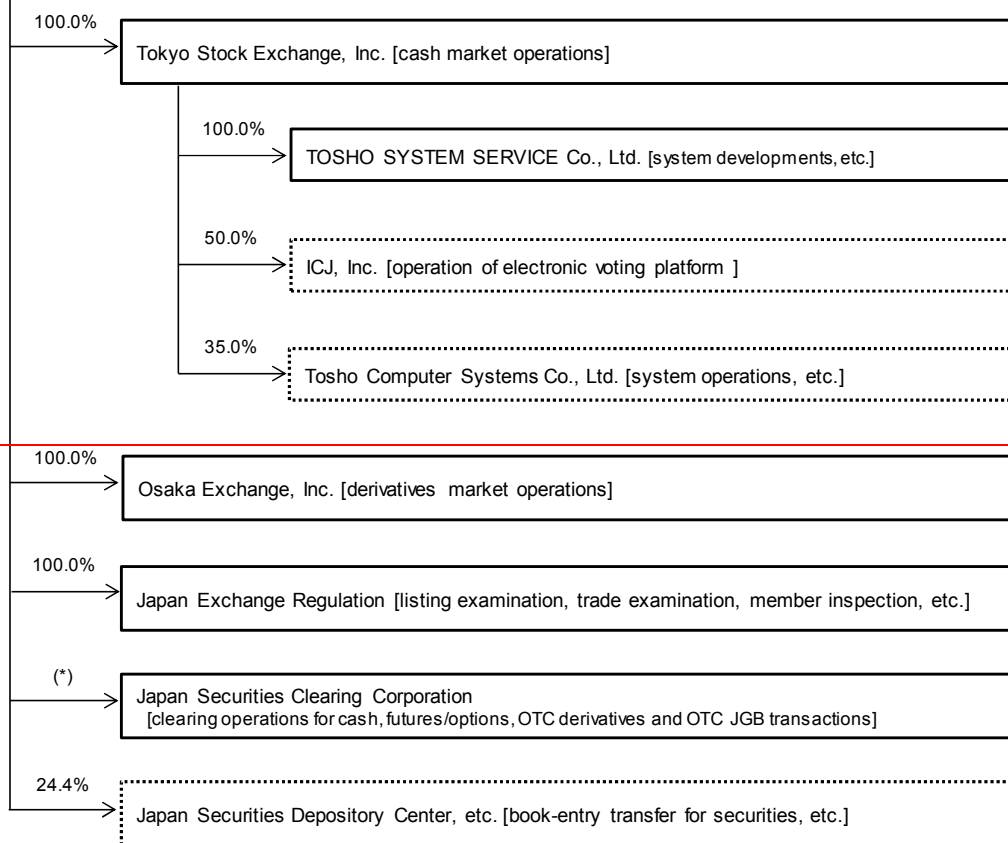 100.0%
Tokyo Stock Exchange, Inc. [cash market operations]
100.0%
TOSHO SYSTEM SERVICE Co., Ltd. [system developments, etc.]
50.0%
ICJ, Inc. [operation of electronic voting platform ]
35.0%
Tosho Computer Systems Co., Ltd. [system operations, etc.]
100.0%
Osaka Exchange, Inc. [derivatives market operations]
100.0%
Japan Exchange Regulation [listing examination, trade examination, member inspection, etc.]
(*)
Japan Securities Clearing Corporation
[clearing operations for cash, futures/options, OTC derivatives and OTC JGB transactions]
24.4%
Japan Securities Depository Center, etc. [book-entry transfer for securities, etc.]